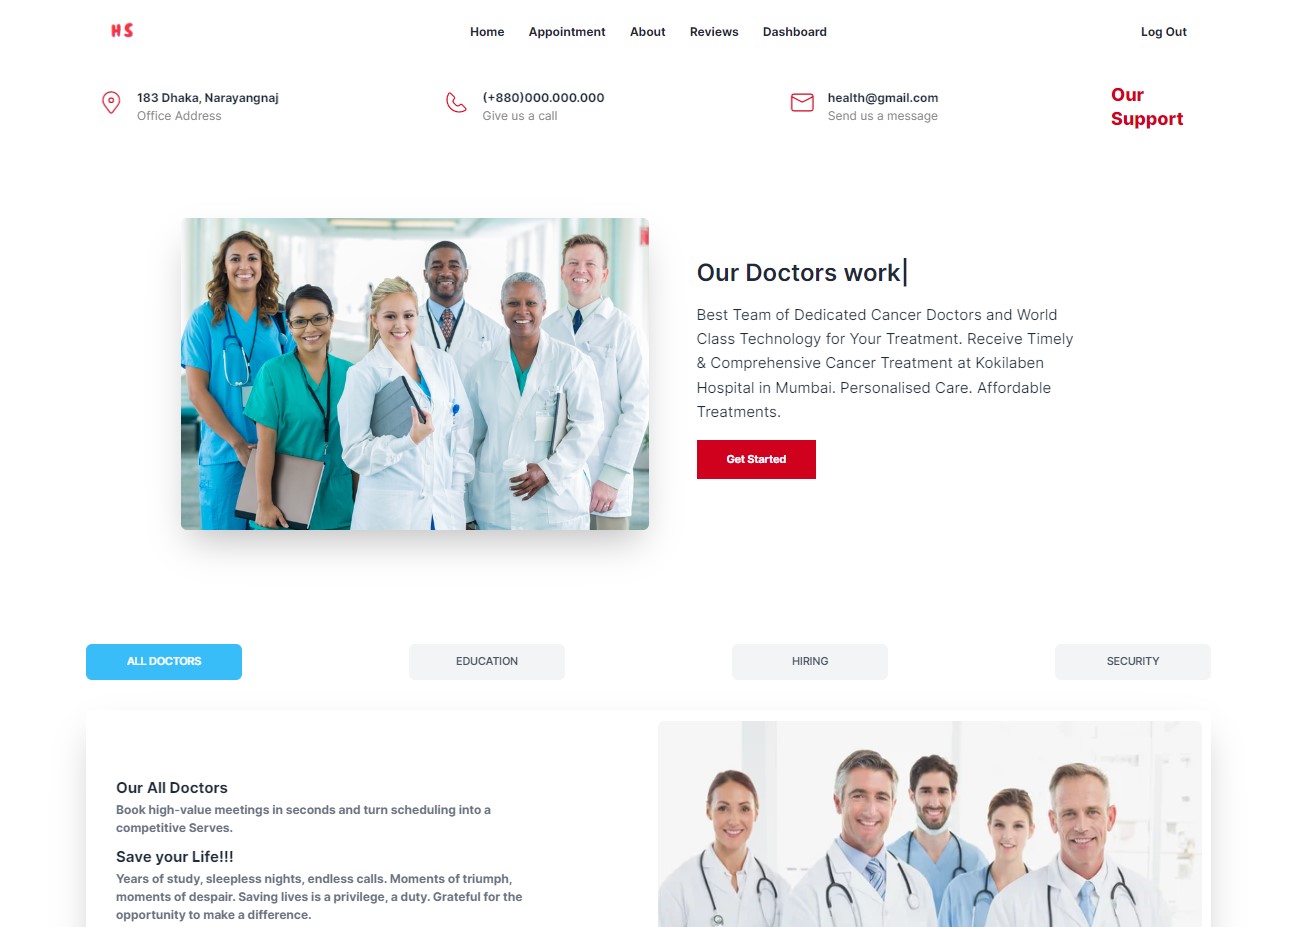 HS
Home Appointment About Reviews Dashboard Log Out
183 Dhaka, Narayangnaj
Office Address
(+880)000.000.000
Give us a call
health@gmail.com
Send us a message
Our
Support
Our Doctors work
Best Team of Dedicated Cancer Doctors and World
Class Technology for Your Treatment. Receive Timely
& Comprehensive Cancer Treatment at Kokilaben
Hospital in Mumbai. Personalised Care. Affordable
Treatments.
Get Started
ALL DOCTORS EDUCATION HIRING SECURITY
Our All Doctors
Book high-value meetings in seconds and turn scheduling into a
competitive Serves.
Save your Life!!!
Years of study, sleepless nights, endless calls. Moments of triumph,
moments of despair. Saving lives is a privilege, a duty. Grateful for the
opportunity to make a difference.